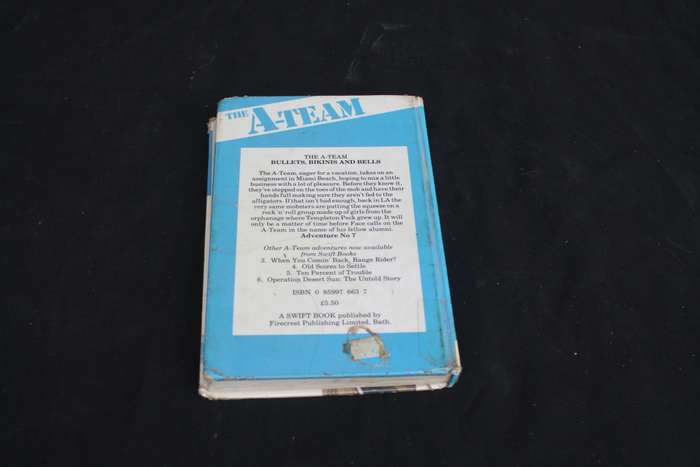 THE A-TEAM
THE A-TEAM
BULLETS, BIKINIS AND BELLS
The A-Team, eager for a vacation, takes on an
assignment in Miami Beach, hoping to mix a little
business with a lot of pleasure. Before they know it,
they've stepped on the toes of the mob and have their
hands full making sure they aren't fed to the
alligators. If that isn't bad enough, back in LA the
very same mobsters are putting the squeeze on a
rock 'n' roll group made up of girls from the
orphanage where Templeton Peck grew up. It will
only be a matter of time before Face calls on the
A-Team in the name of his fellow alumni.
Adventure No 7
Other A-Team adventures now available
from Swift Books
3. When You Comin' Back, Range Rider?
4. Old Scores to Settle
5. Ten Percent of Trouble
6. Operating Desert Sun: The Untold Story
ISBN 0 85997 663 7
£5.50
A SWIFT BOOK published by
Firecrest Publishing Limited, Bath.